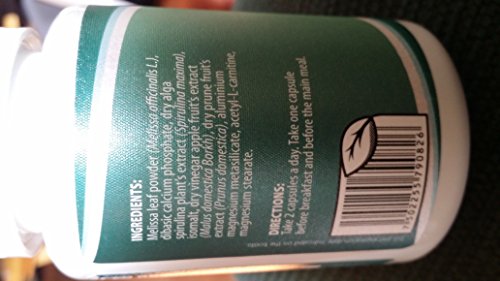 INGREDIENTS:
Melissa leaf powder (Melissa officinalis L.),
dibasic calcium phosphate, dry alga
spirulina plant's extract (Spirulina maxima),
isomalt, dry vinegar apple fruit's extract
(Malus domestica Borkh), dry prune fruit's
extract (Prunus domestica), aluminium
magnesium metasilicate, acetyl-L-carnitine,
magnesium stearate.
DIRECTIONS:
Take 2 capsules a day. Take one capsule
before breakfast and before the main meal.